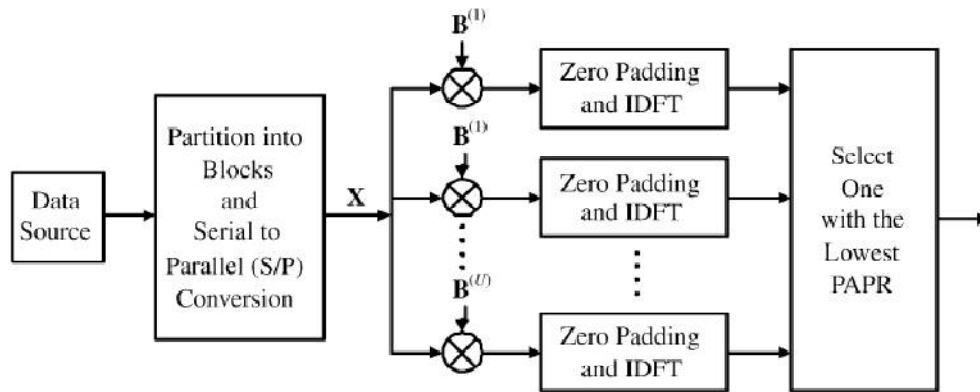 Data
Source
Partition into
Blocks
and
Serial to
Parallel (S/P)
Conversion
X
B(1)
Zero Padding
and IDFT
B(1)
Zero Padding
and IDFT
B(U)
Zero Padding
and IDFT
Select
One
with the
Lowest
PAPR